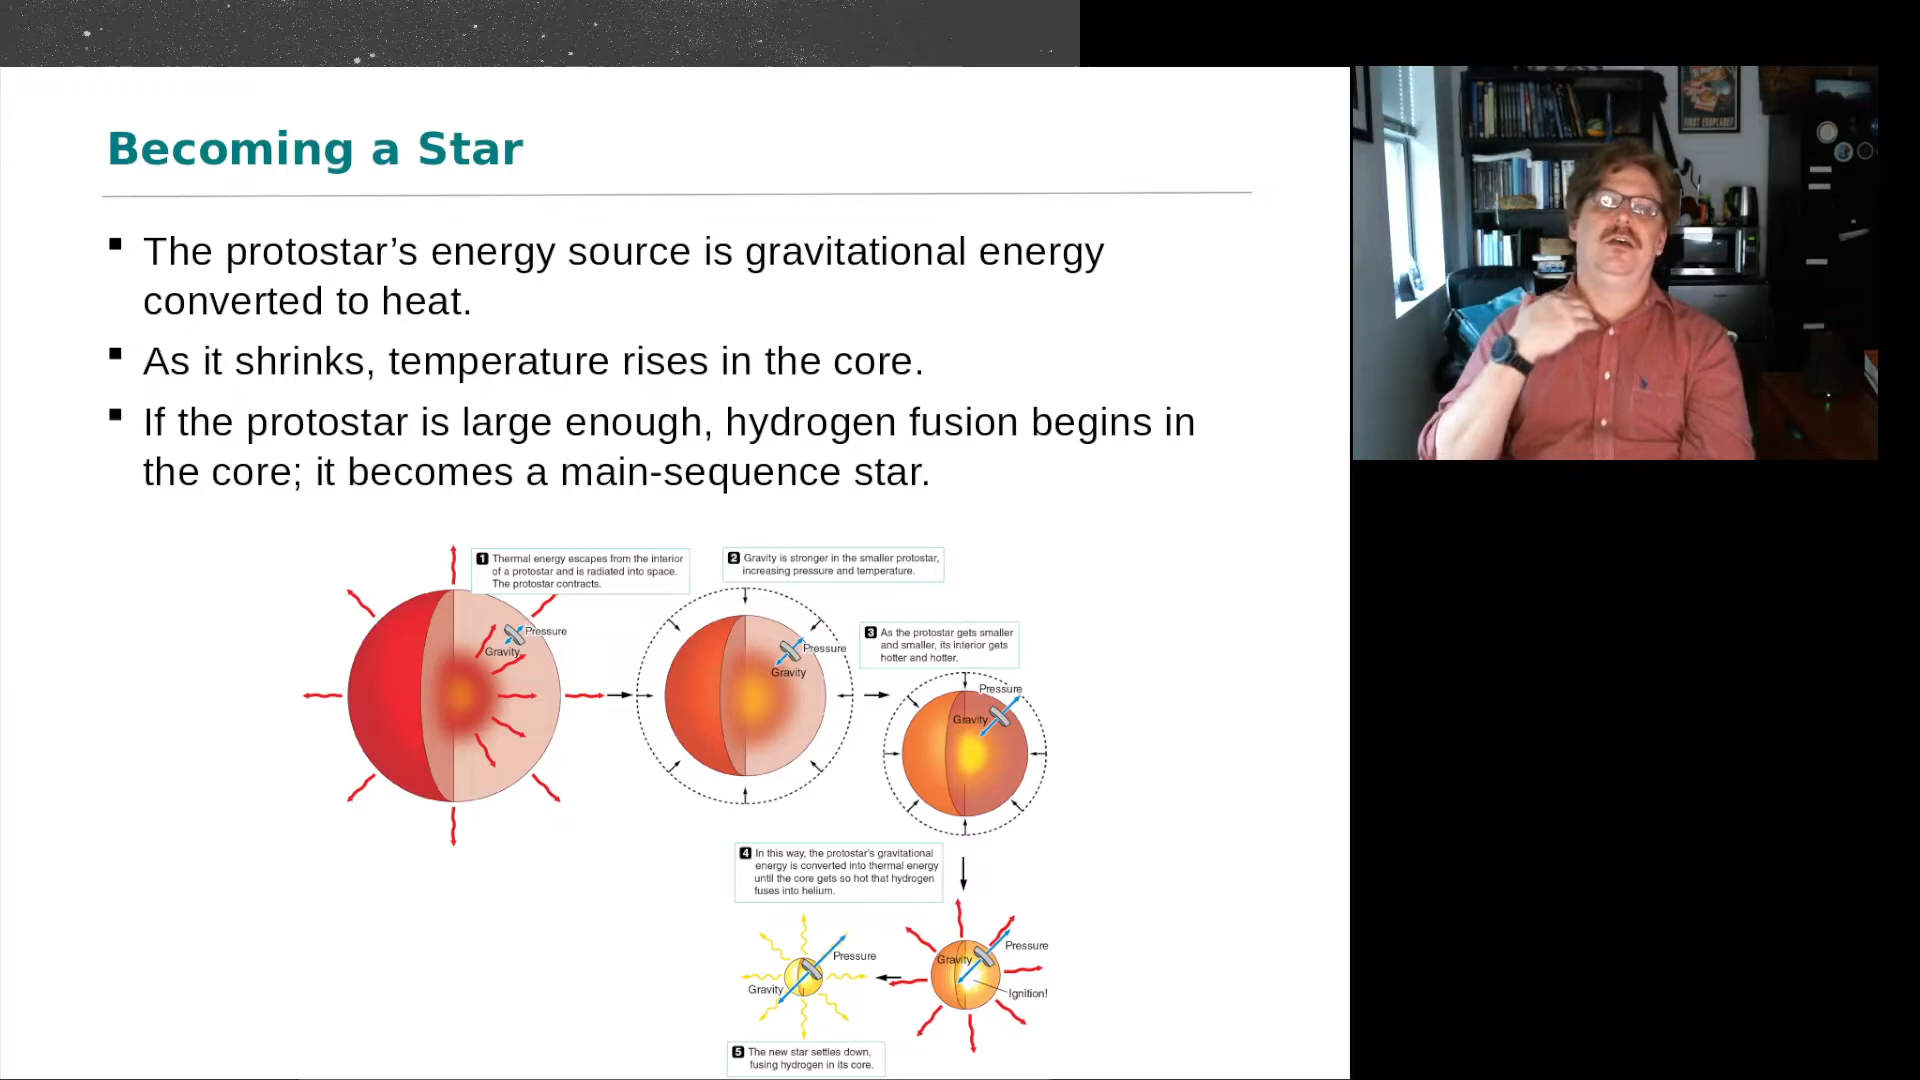 Becoming a Star
▪ The protostar’s energy source is gravitational energy
converted to heat.
▪ As it shrinks, temperature rises in the core.
▪ If the protostar is large enough, hydrogen fusion begins in
the core; it becomes a main-sequence star.
1 Thermal energy escapes from the interior
of a protostar and is radiated into space.
The protostar contracts.
Pressure
Gravity
2 Gravity is stronger in the smaller protostar,
increasing pressure and temperature.
Pressure
Gravity
3 As the protostar gets smaller
and smaller, its interior gets
hotter and hotter.
Pressure
Gravity
4 In this way, the protostar’s gravitational
energy is converted into thermal energy
until the core gets so hot that hydrogen
fuses into helium.
Pressure
Gravity
Ignition!
Pressure
Gravity
5 The new star settles down,
fusing hydrogen in its core.
FIRST EXOPLANET